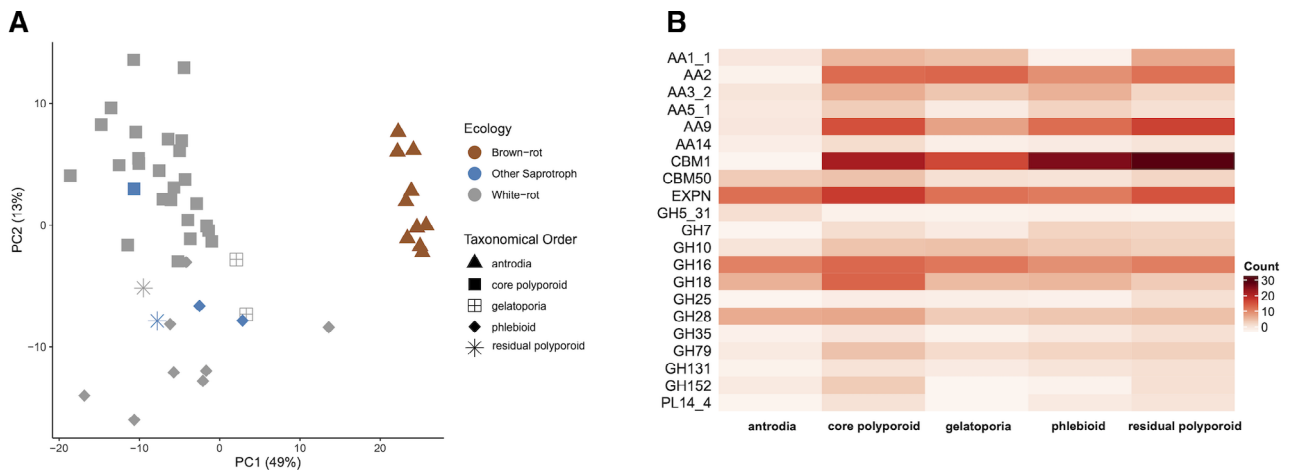 A
PC2 (13%)
10
0
−10
−20
−10
0
10
20
PC1 (49%)
Ecology
Brown−rot
Other Saprotroph
White−rot
Taxonomical Order
antrodia
core polyporoid
gelatoporia
phlebioid
residual polyporoid
B
AA1_1
AA2
AA3_2
AA5_1
AA9
AA14
CBM1
CBM50
EXPN
GH5_31
GH7
GH10
GH16
GH18
GH25
GH28
GH35
GH79
GH131
GH152
PL14_4
antrodia core polyporoid gelatoporia phlebioid residual polyporoid
Count
30
20
10
0